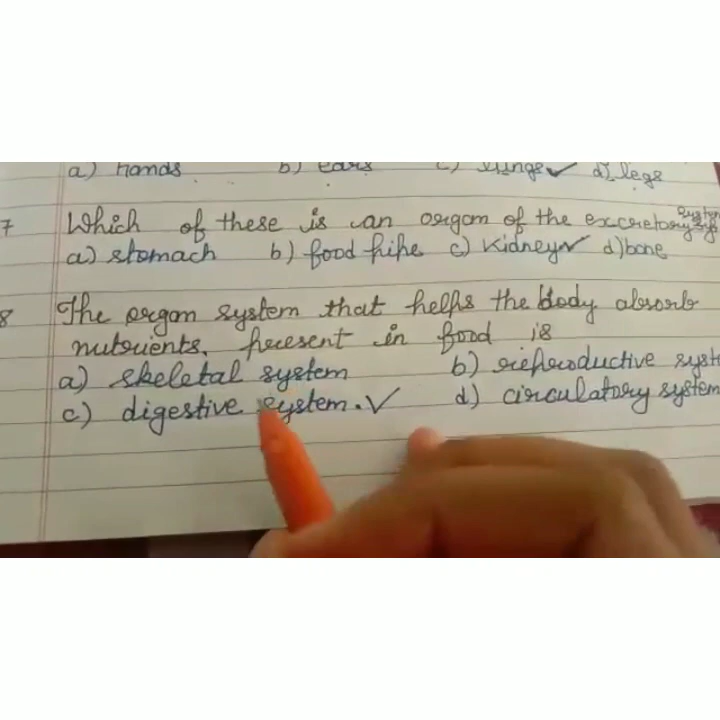 a) hands b) ears c) lungs✓ d) legs
7 Which of these is an organ of the excretory system
a) stomach b) food pipe c) Kidney✓ d) bone
8 The organ system that helps the body absorb
nutrients. present in food is
a) skeletal system b) reproductive syst
c) digestive system.✓ d) circulatory system